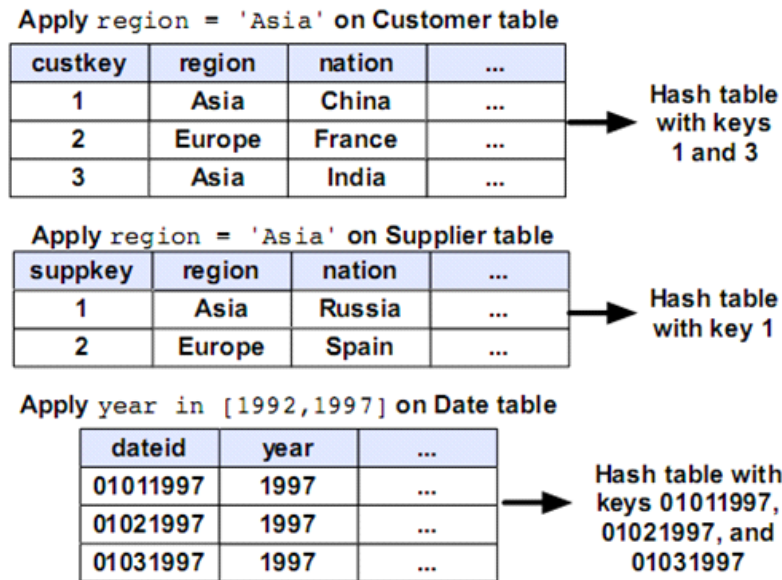 Apply region = 'Asia' on Customer table
custkey region nation ...
1 Asia China ...
2 Europe France ...
3 Asia India ...
Hash table
with keys
1 and 3
Apply region = 'Asia' on Supplier table
suppkey region nation ...
1 Asia Russia ...
2 Europe Spain ...
Hash table
with key 1
Apply year in [1992,1997] on Date table
dateid year ...
01011997 1997 ...
01021997 1997 ...
01031997 1997 ...
Hash table with
keys 01011997,
01021997, and
01031997